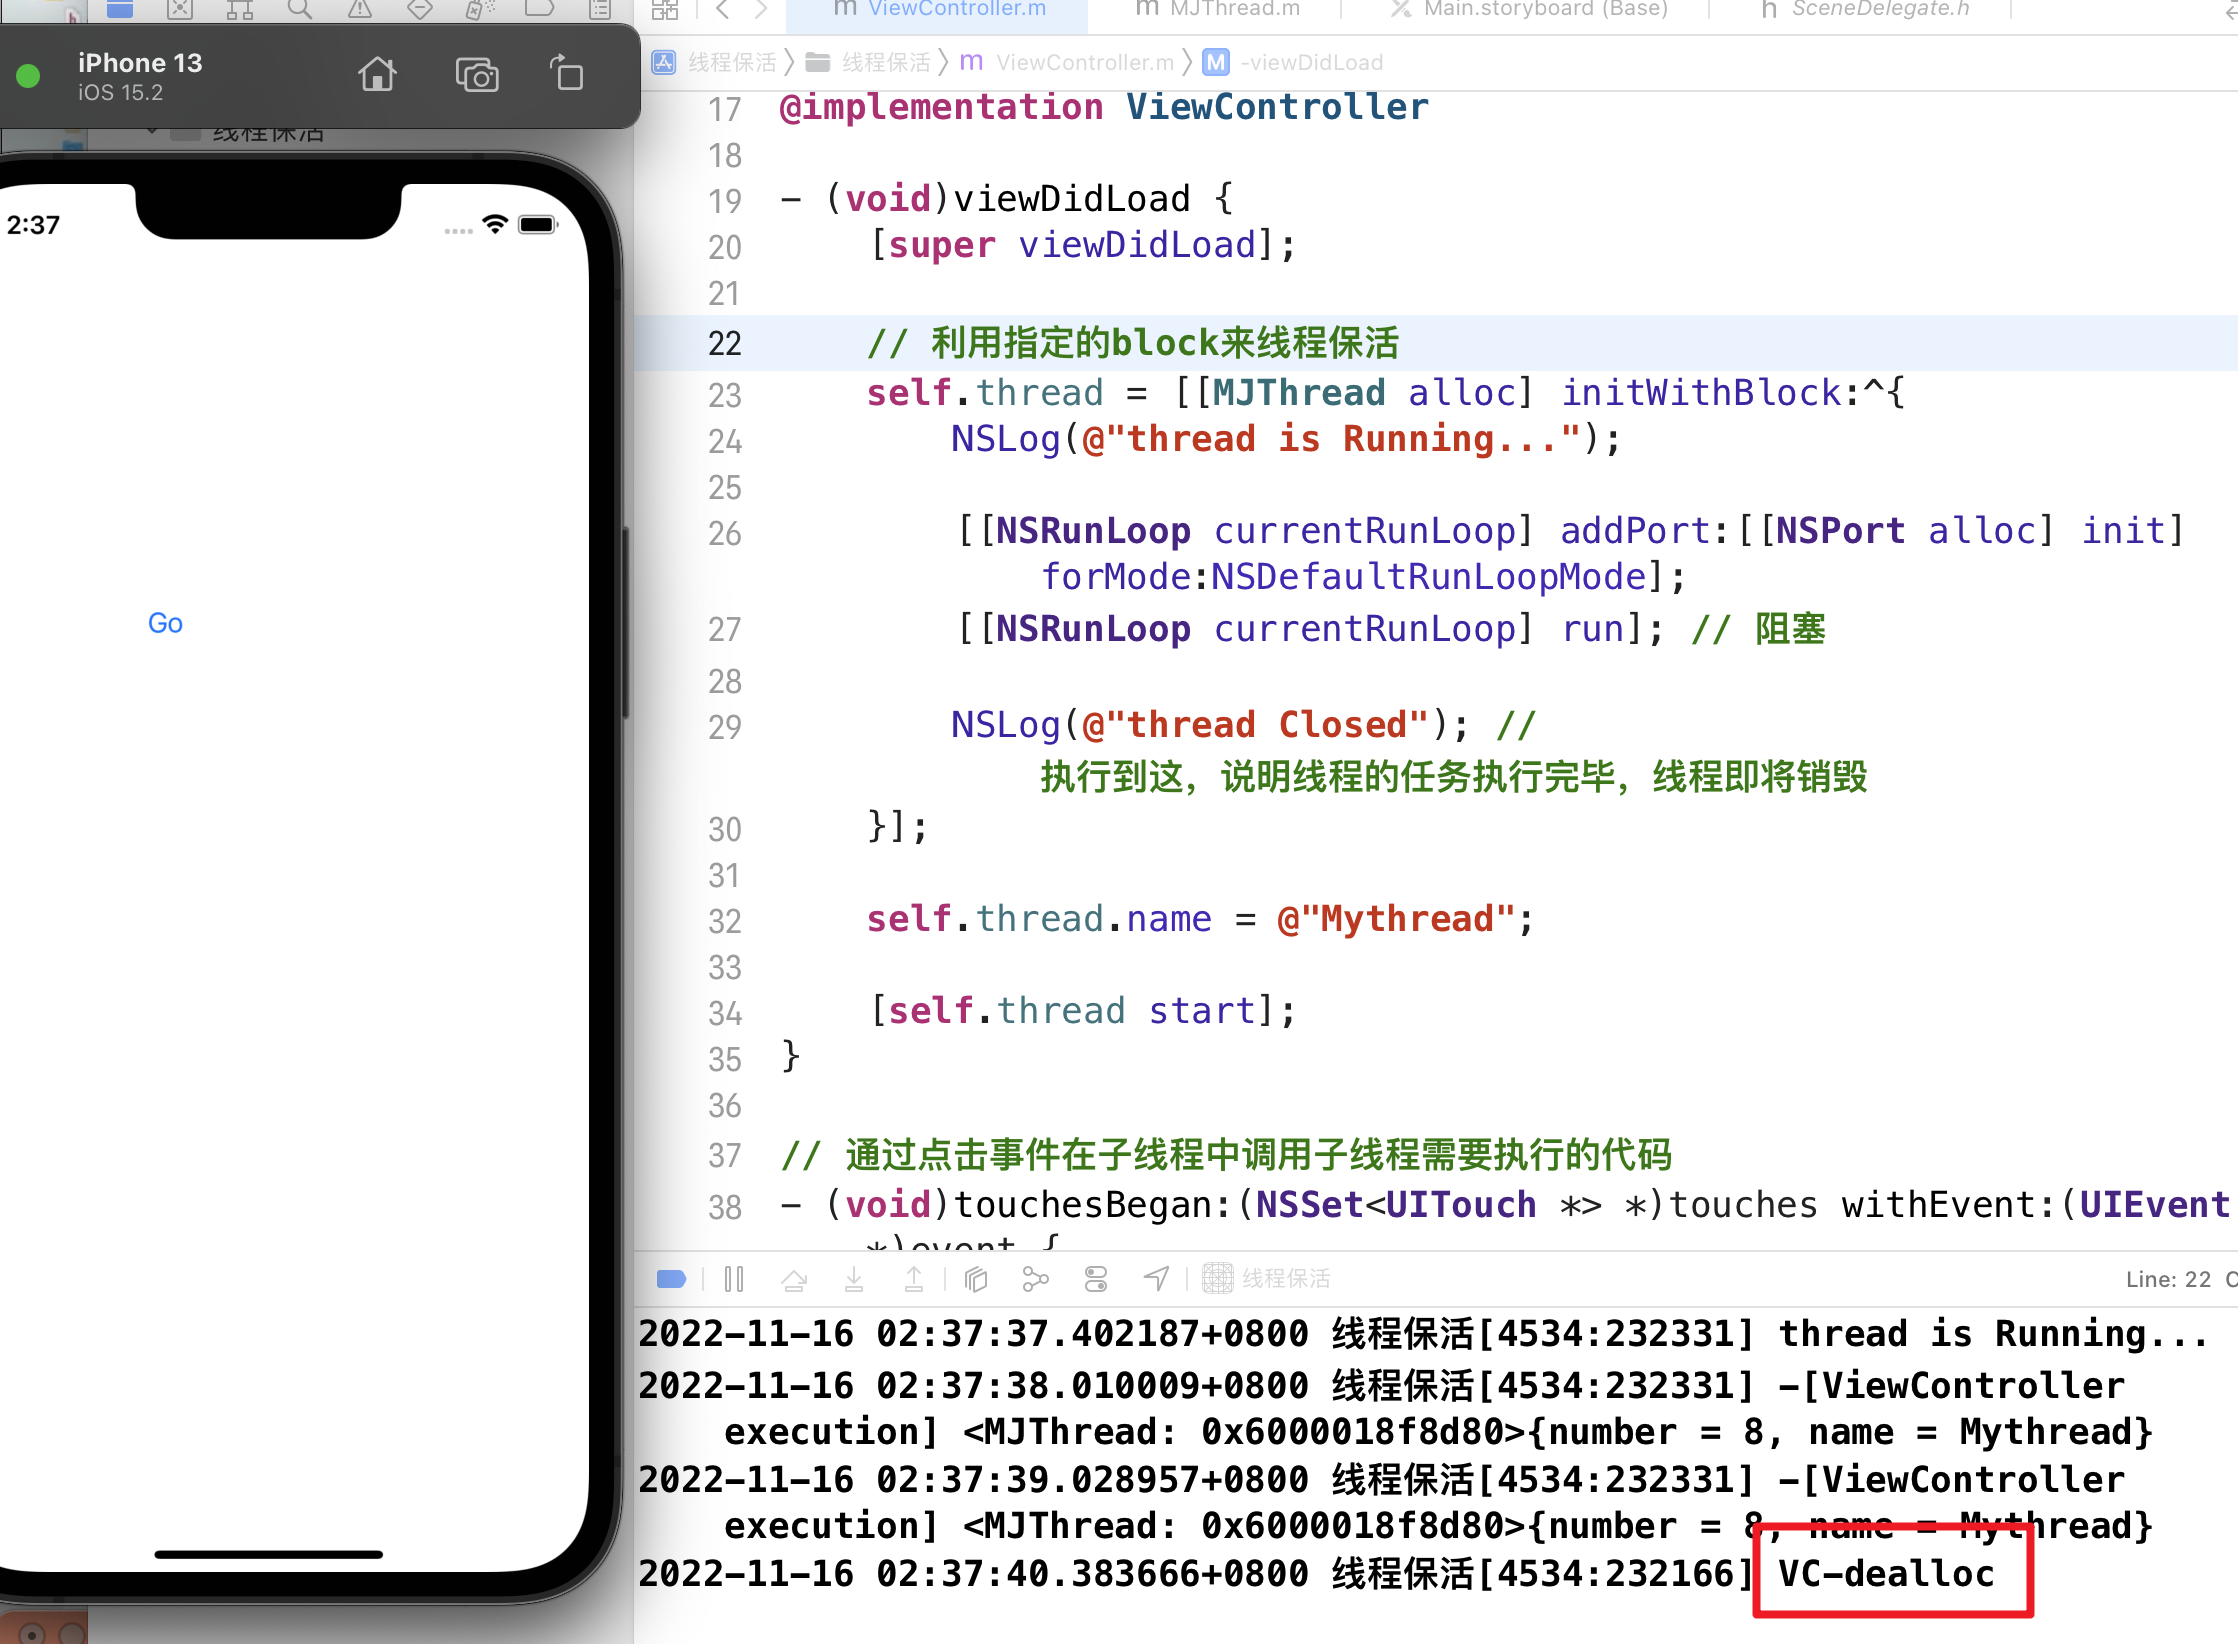 ViewController.m
MJThread.m
Main.storyboard (Base)
SceneDelegate.h
iPhone 13
iOS 15.2
线程保活
线程保活
线程保活
ViewController.m
M
-viewDidLoad
2:37
Go
17 @implementation ViewController
18
19 - (void)viewDidLoad {
20 [super viewDidLoad];
21
22 // 利用指定的block来线程保活
23 self.thread = [[MJThread alloc] initWithBlock:^{
24 NSLog(@"thread is Running...");
25
26 [[NSRunLoop currentRunLoop] addPort:[[NSPort alloc] init]
forMode:NSDefaultRunLoopMode];
27 [[NSRunLoop currentRunLoop] run]; // 阻塞
28
29 NSLog(@"thread Closed"); //
执行到这，说明线程的任务执行完毕，线程即将销毁
30 }];
31
32 self.thread.name = @"Mythread";
33
34 [self.thread start];
35 }
36
37 // 通过点击事件在子线程中调用子线程需要执行的代码
38 - (void)touchesBegan:(NSSet<UITouch *> *)touches withEvent:(UIEvent
*)event {
线程保活
Line: 22
2022-11-16 02:37:37.402187+0800 线程保活[4534:232331] thread is Running...
2022-11-16 02:37:38.010009+0800 线程保活[4534:232331] -[ViewController
execution] <MJThread: 0x6000018f8d80>{number = 8, name = Mythread}
2022-11-16 02:37:39.028957+0800 线程保活[4534:232331] -[ViewController
execution] <MJThread: 0x6000018f8d80>{number = 8, name = Mythread}
2022-11-16 02:37:40.383666+0800 线程保活[4534:232166] VC-dealloc